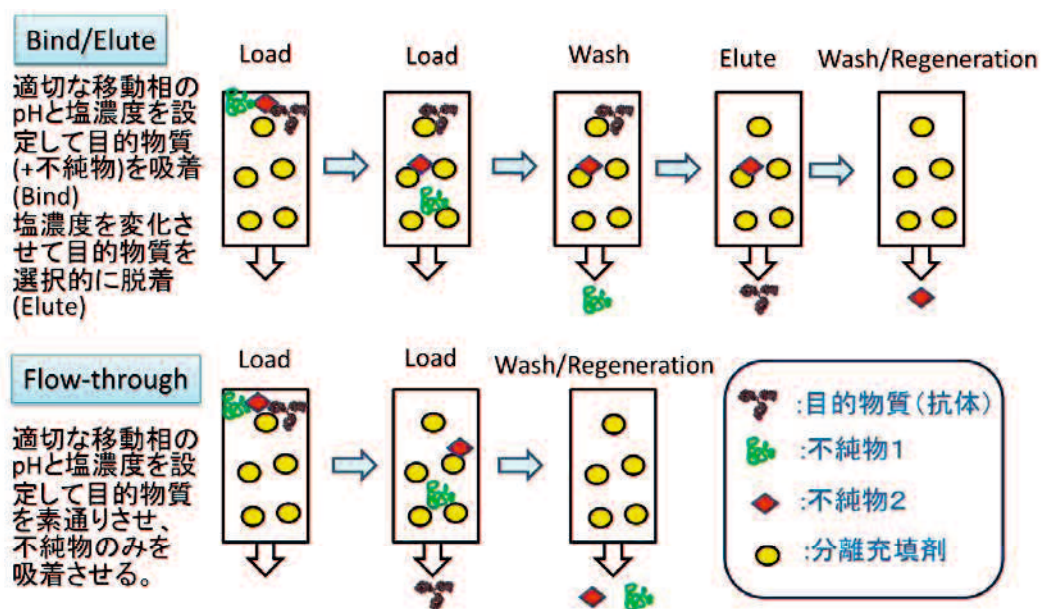 Bind/Elute
適切な移動相の
pHと塩濃度を設
定して目的物質
(+不純物)を吸着
(Bind)
塩濃度を変化さ
せて目的物質を
選択的に脱着
(Elute)
Load
Load
Wash
Elute
Wash/Regeneration
Flow-through
適切な移動相の
pHと塩濃度を設
定して目的物質
を素通りさせ、
不純物のみを
吸着させる。
Load
Load
Wash/Regeneration
:目的物質(抗体)
:不純物1
:不純物2
:分離充填剤